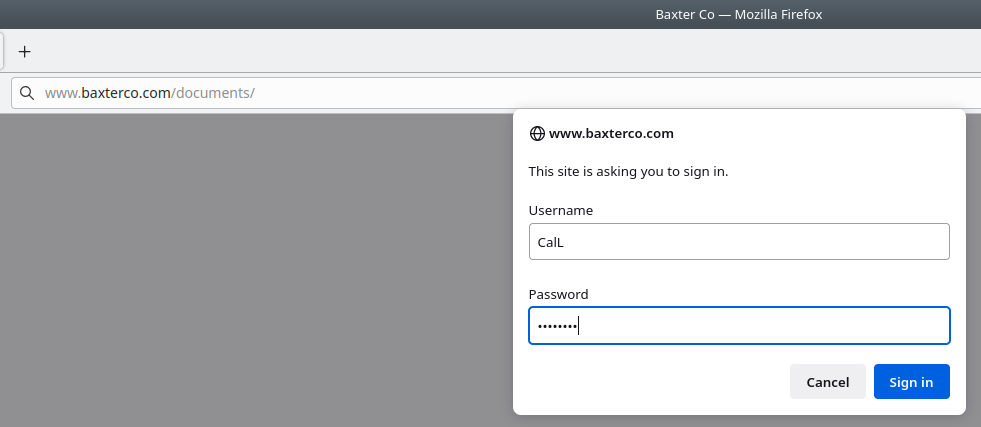 Baxter Co — Mozilla Firefox
www.baxterco.com/documents/
www.baxterco.com
This site is asking you to sign in.
Username
CalL
Password
••••••••
Cancel Sign in